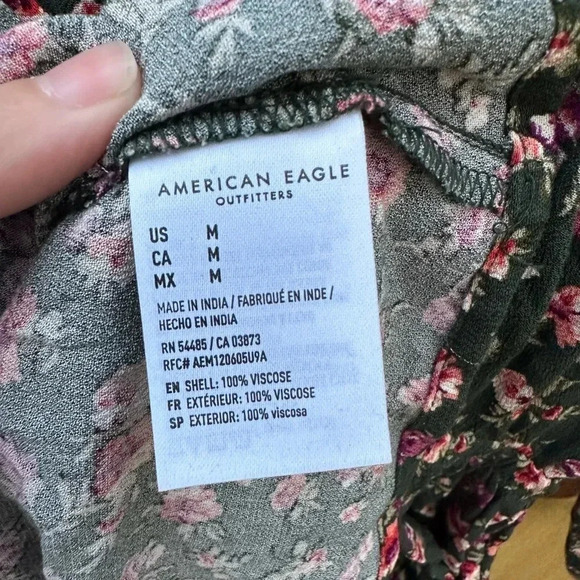 AMERICAN EAGLE
OUTFITTERS
US M
CA M
MX M
MADE IN INDIA / FABRIQUÉ EN INDE /
HECHO EN INDIA
RN 54485 / CA 03873
RFC# AEM120605U9A
EN SHELL: 100% VISCOSE
FR EXTÉRIEUR: 100% VISCOSE
SP EXTERIOR: 100% viscosa